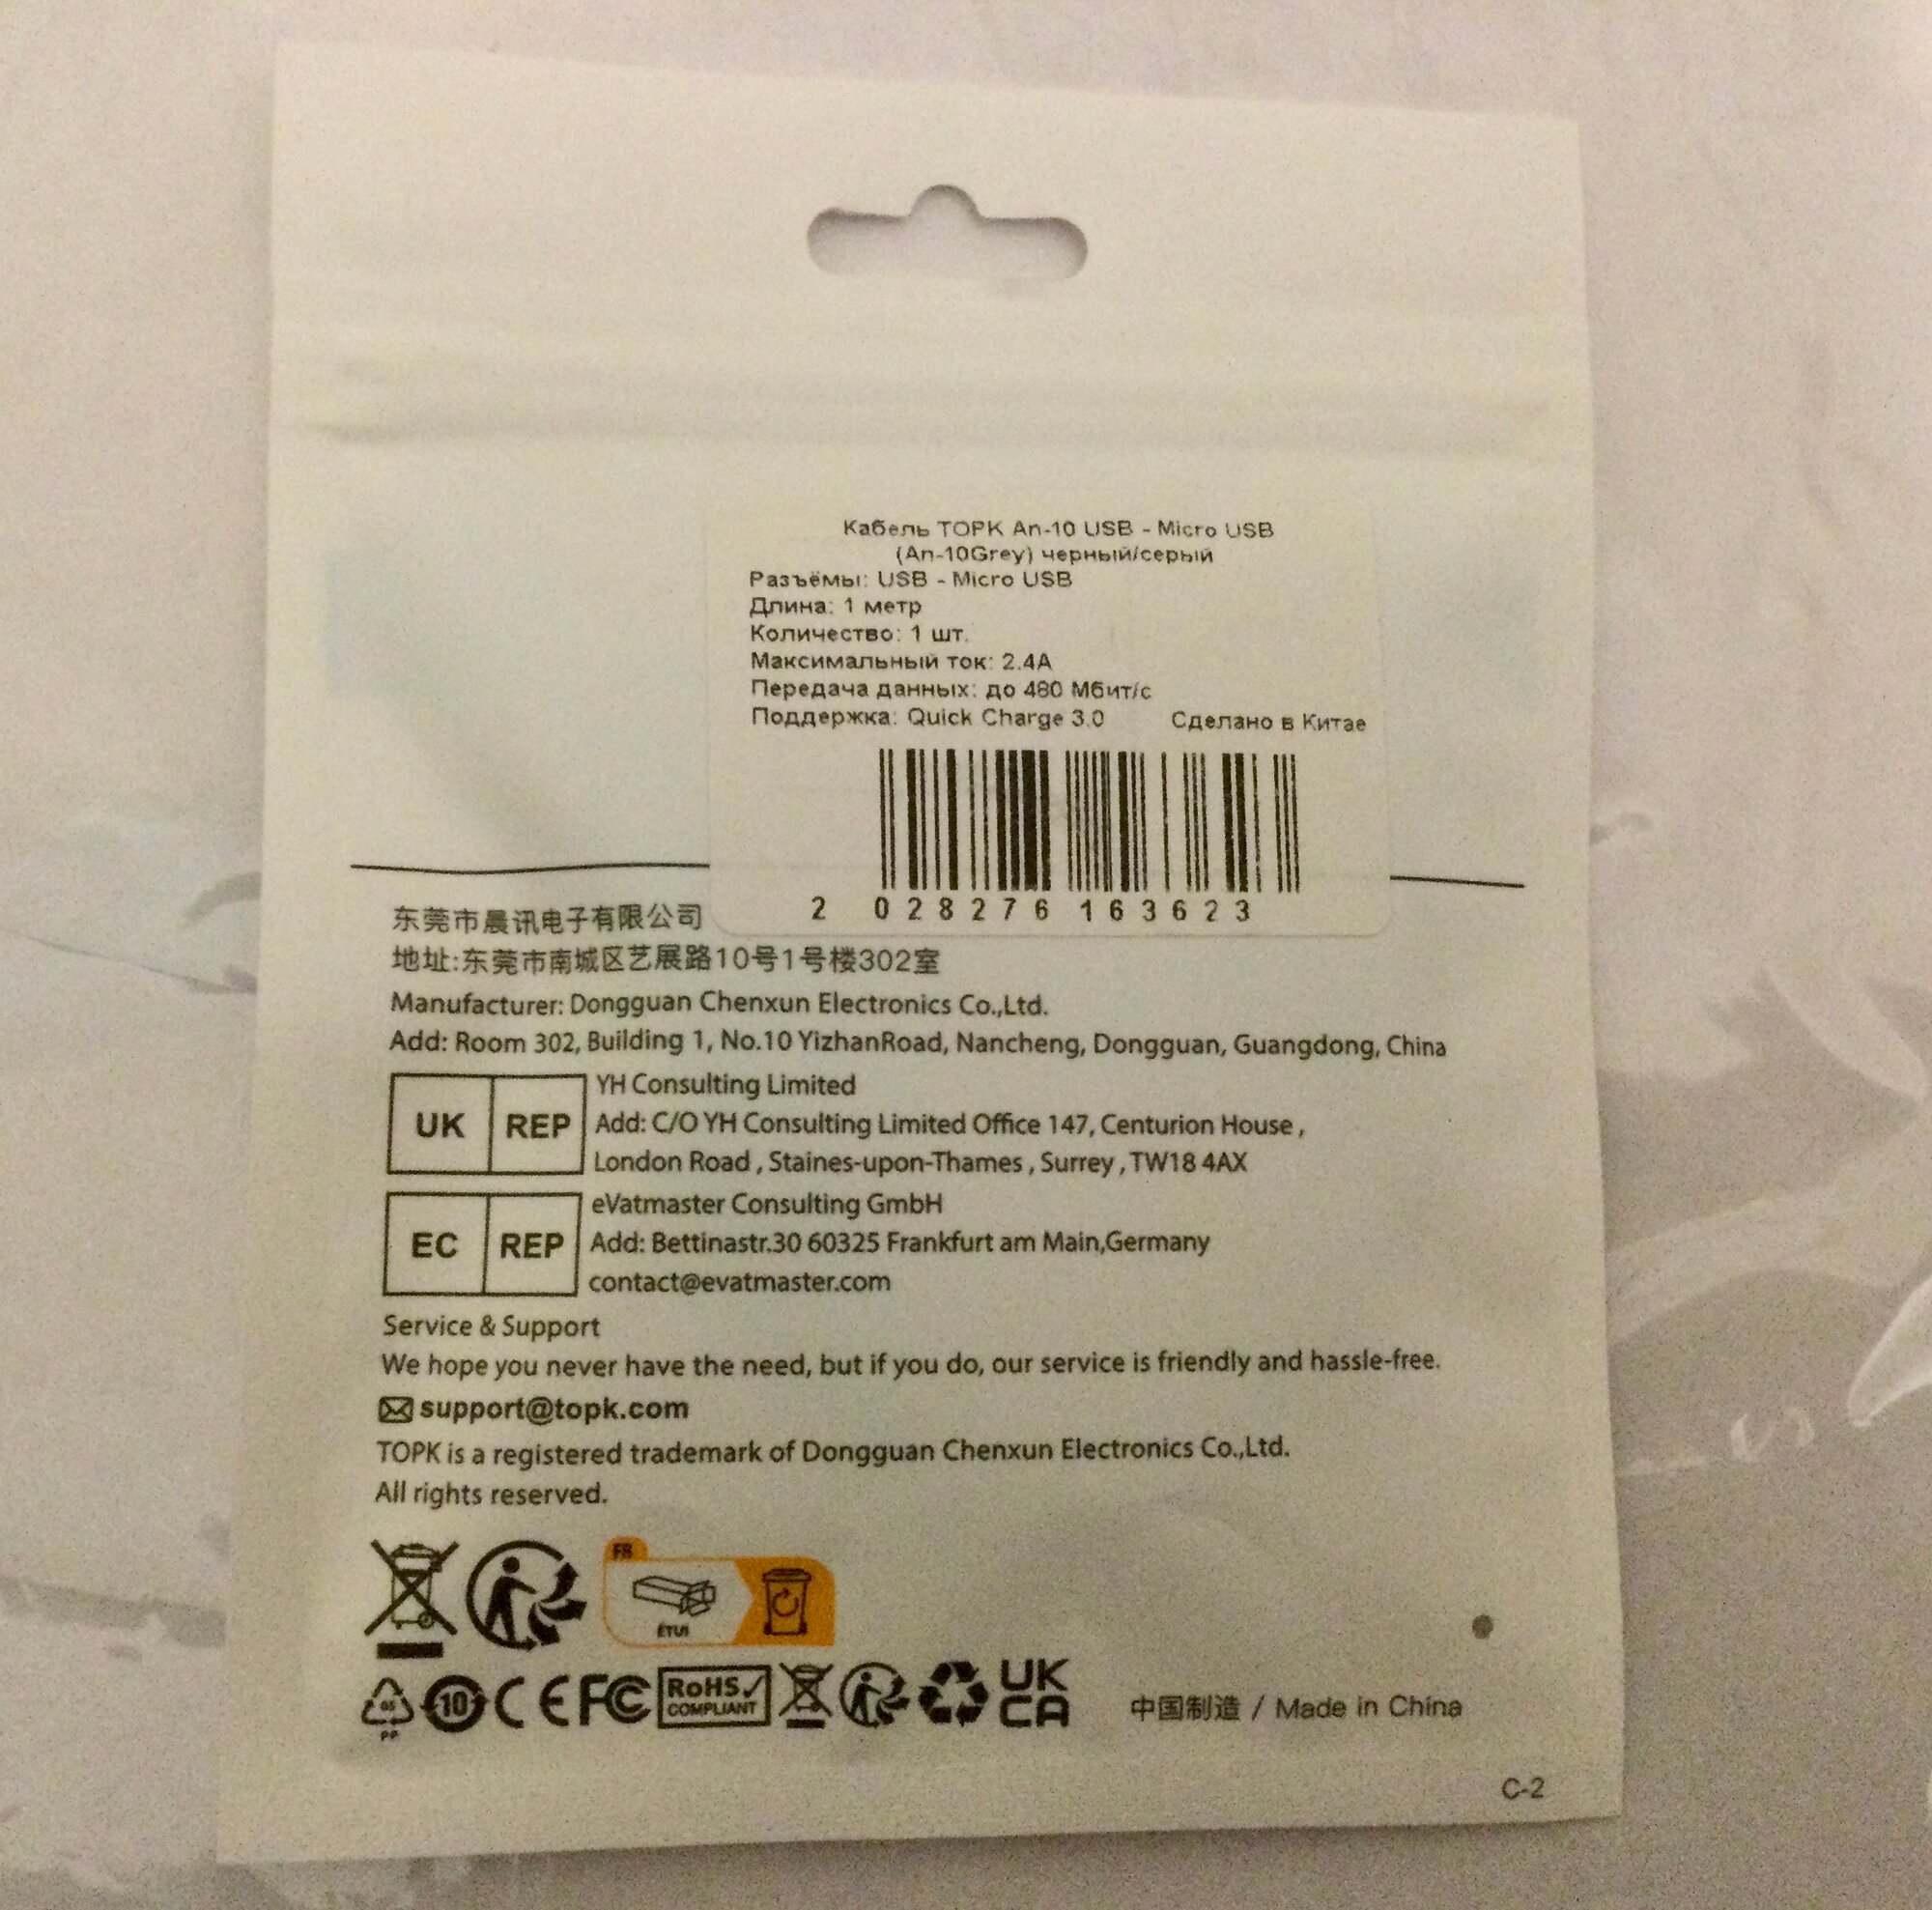 Кабель TOPK An-10 USB - Micro USB
(An-10Grey) черный/серый
Разъёмы: USB - Micro USB
Длина: 1 метр
Количество: 1 шт.
Максимальный ток: 2.4A
Передача данных: до 480 Мбит/с
Поддержка: Quick Charge 3.0 Сделано в Китае
2 028276 163623
东莞市晨讯电子有限公司
地址:东莞市南城区艺展路10号1号楼302室
Manufacturer: Dongguan Chenxun Electronics Co.,Ltd.
Add: Room 302, Building 1, No.10 YizhanRoad, Nancheng, Dongguan, Guangdong, China
UK REP
YH Consulting Limited
Add: C/O YH Consulting Limited Office 147, Centurion House ,
London Road , Staines-upon-Thames , Surrey , TW18 4AX
EC REP
eVatmaster Consulting GmbH
Add: Bettinastr.30 60325 Frankfurt am Main,Germany
contact@evatmaster.com
Service & Support
We hope you never have the need, but if you do, our service is friendly and hassle-free.
support@topk.com
TOPK is a registered trademark of Dongguan Chenxun Electronics Co.,Ltd.
All rights reserved.
FR
ÉTUI
05
PP
10 CE FC RoHS COMPLIANT UK CA
中国制造 / Made in China
C-2